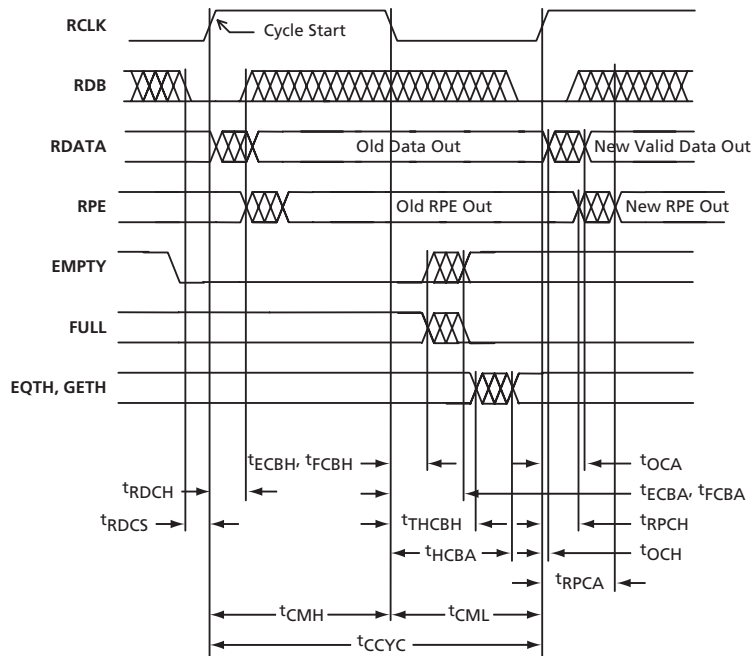 RCLK
Cycle Start
RDB
RDATA
Old Data Out
New Valid Data Out
RPE
Old RPE Out
New RPE Out
EMPTY
FULL
EQTH, GETH
tECBH, tFCBH
tOCA
tRDCH
tECBA, tFCBA
tRDCS
tTHCBH
tRPCH
tHCBA
tOCH
tRPCA
tCMH
tCML
tCCYC